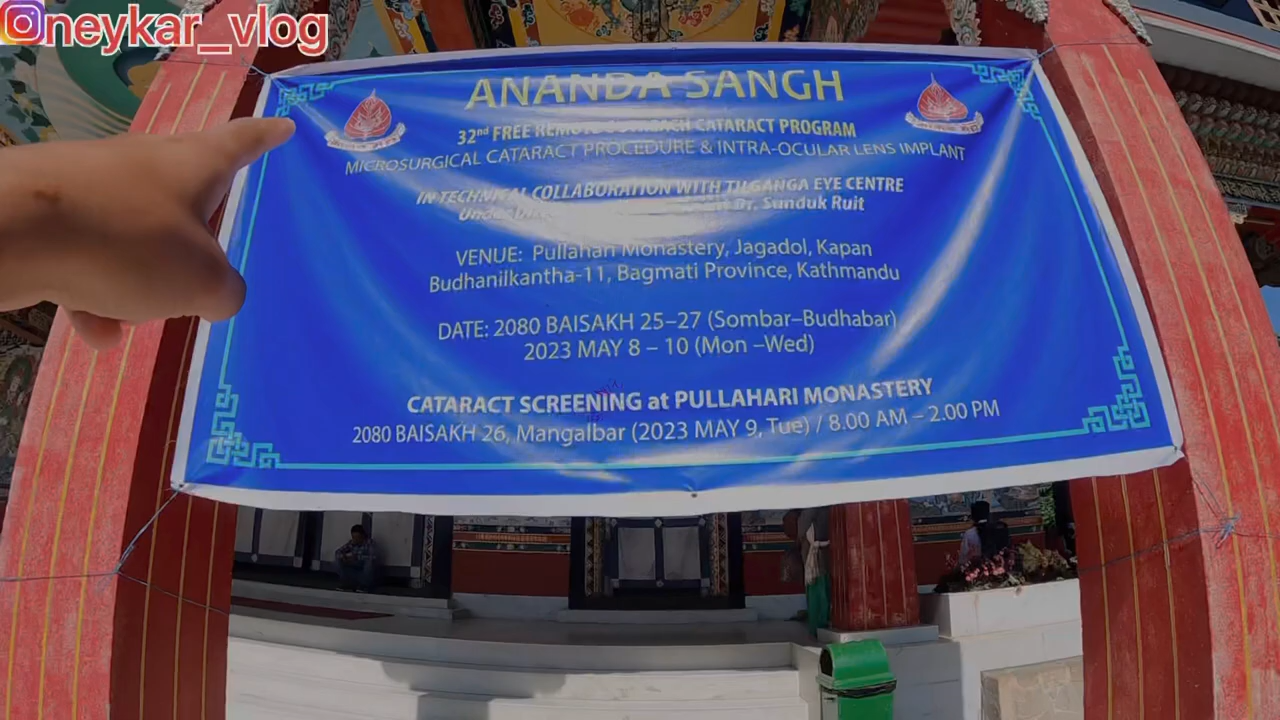 neykar_vlog
ANANDA SANGH
32nd FREE REMOTE OUTREACH CATARACT PROGRAM
MICROSURGICAL CATARACT PROCEDURE & INTRA-OCULAR LENS IMPLANT
IN TECHNICAL COLLABORATION WITH TILGANGA EYE CENTRE
Under Dr. Sunduk Ruit
VENUE: Pullahari Monastery, Jagadol, Kapan
Budhanilkantha-11, Bagmati Province, Kathmandu
DATE: 2080 BAISAKH 25–27 (Sombar–Budhabar)
2023 MAY 8 – 10 (Mon –Wed)
CATARACT SCREENING at PULLAHARI MONASTERY
2080 BAISAKH 26, Mangalbar (2023 MAY 9, Tue) / 8.00 AM – 2.00 PM